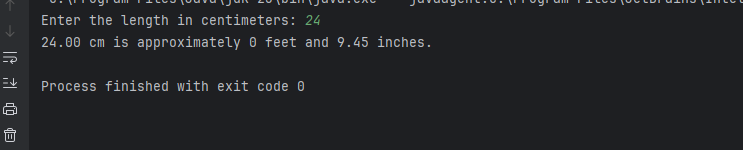 Enter the length in centimeters: 24
24.00 cm is approximately 0 feet and 9.45 inches.
Process finished with exit code 0